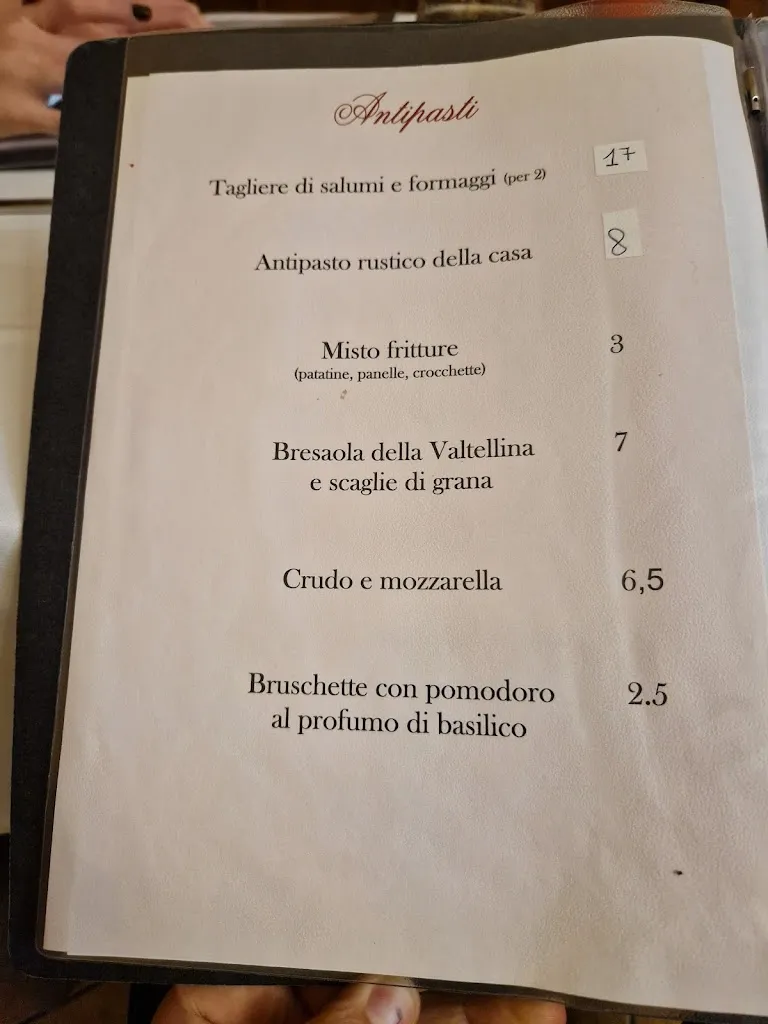 Antipasti
Tagliere di salumi e formaggi (per 2) 17
Antipasto rustico della casa 8
Misto fritture 3
(patatine, panelle, crocchette)
Bresaola della Valtellina 7
e scaglie di grana
Crudo e mozzarella 6,5
Bruschette con pomodoro 2.5
al profumo di basilico